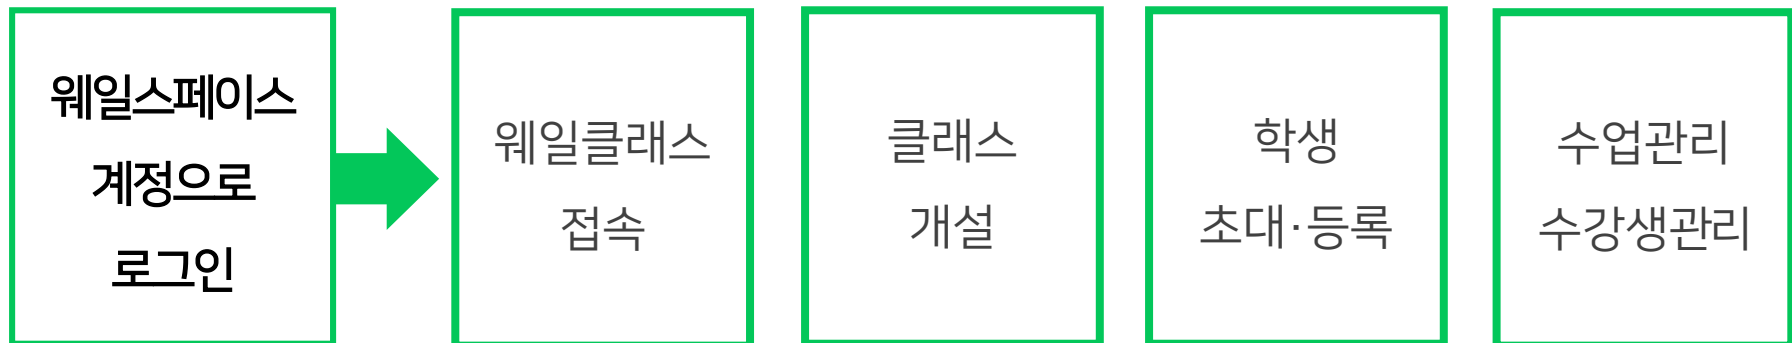 웨일스페이스
계정으로
로그인
웨일클래스
접속
클래스
개설
학생
초대·등록
수업관리
수강생관리